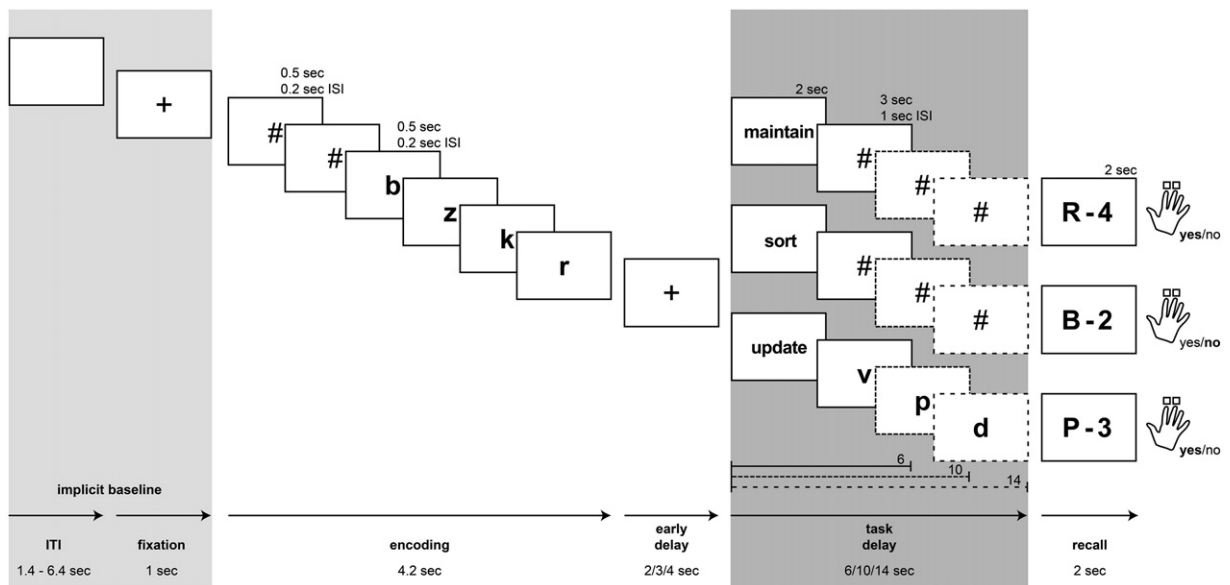 +
0.5 sec
0.2 sec ISI
#
#
0.5 sec
0.2 sec ISI
b
z
k
r
+
2 sec
maintain
3 sec
1 sec ISI
#
#
#
2 sec
R - 4
yes/no
sort
#
#
#
B - 2
yes/no
update
v
p
d
P - 3
yes/no
6
10
14
implicit baseline
ITI
1.4 - 6.4 sec
fixation
1 sec
encoding
4.2 sec
early
delay
2/3/4 sec
task
delay
6/10/14 sec
recall
2 sec